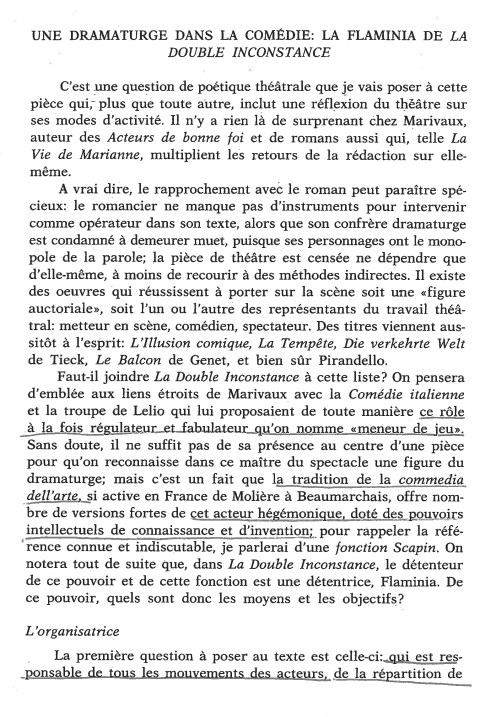 UNE DRAMATURGE DANS LA COMÉDIE: LA FLAMINIA DE LA
DOUBLE INCONSTANCE
C'est une question de poétique théâtrale que je vais poser à cette
pièce qui, plus que toute autre, inclut une réflexion du théâtre sur
ses modes d'activité. Il n'y a rien là de surprenant chez Marivaux,
auteur des Acteurs de bonne foi et de romans aussi qui, telle La
Vie de Marianne, multiplient les retours de la rédaction sur elle-
même.
A vrai dire, le rapprochement avec le roman peut paraître spé-
cieux: le romancier ne manque pas d'instruments pour intervenir
comme opérateur dans son texte, alors que son confrère dramaturge
est condamné à demeurer muet, puisque ses personnages ont le mono-
pole de la parole; la pièce de théâtre est censée ne dépendre que
d'elle-même, à moins de recourir à des méthodes indirectes. Il existe
des oeuvres qui réussissent à porter sur la scène soit une «figure
auctoriale», soit l'un ou l'autre des représentants du travail théâ-
tral: metteur en scène, comédien, spectateur. Des titres viennent aus-
sitôt à l'esprit: L'Illusion comique, La Tempête, Die verkehrte Welt
de Tieck, Le Balcon de Genet, et bien sûr Pirandello.
Faut-il joindre La Double Inconstance à cette liste? On pensera
d'emblée aux liens étroits de Marivaux avec la Comédie italienne
et la troupe de Lelio qui lui proposaient de toute manière ce rôle
à la fois régulateur et fabulateur qu'on nomme «meneur de jeu».
Sans doute, il ne suffit pas de sa présence au centre d'une pièce
pour qu'on reconnaisse dans ce maître du spectacle une figure du
dramaturge; mais c'est un fait que la tradition de la commedia
dell'arte, si active en France de Molière à Beaumarchais, offre nom-
bre de versions fortes de cet acteur hégémonique, doté des pouvoirs
intellectuels de connaissance et d'invention; pour rappeler la réfé-
rence connue et indiscutable, je parlerai d'une fonction Scapin. On
notera tout de suite que, dans La Double Inconstance, le détenteur
de ce pouvoir et de cette fonction est une détentrice, Flaminia. De
ce pouvoir, quels sont donc les moyens et les objectifs?
L'organisatrice
La première question à poser au texte est celle-ci: qui est res-
ponsable de tous les mouvements des acteurs, de la répartition de